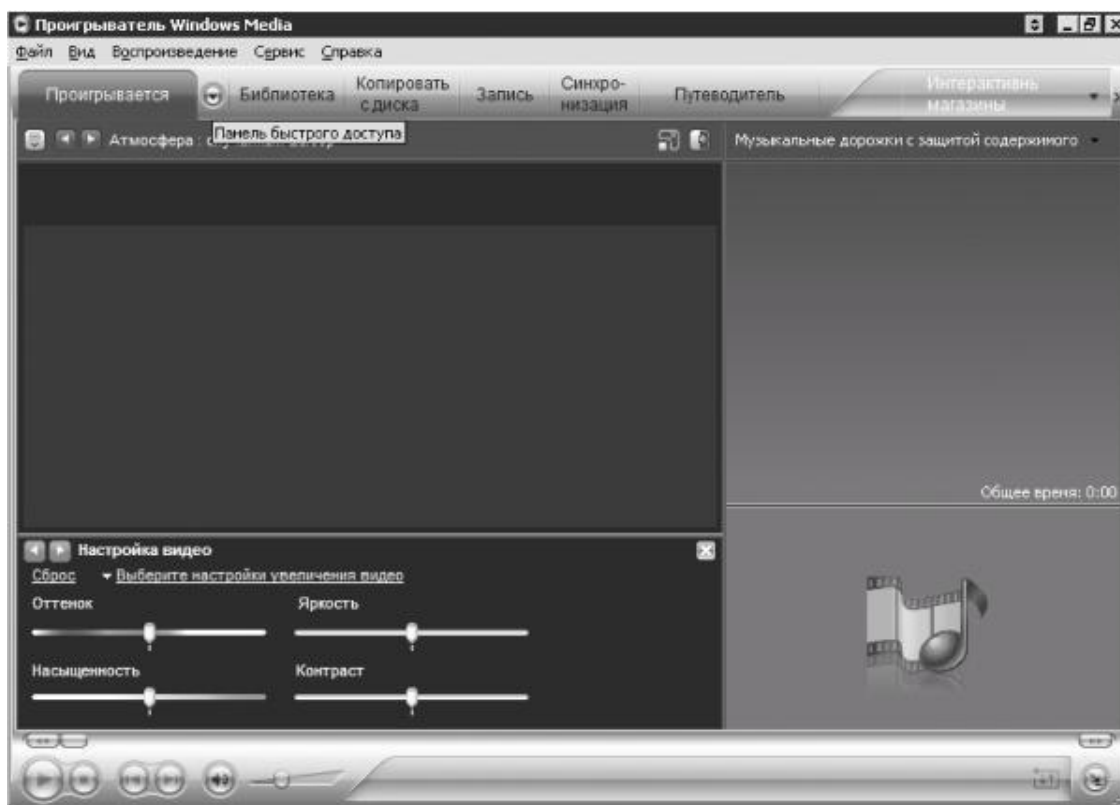 Проигрыватель Windows Media
Файл Вид Воспроизведение Сервис Справка
Проигрывается Библиотека Копировать с диска Запись Синхро-низация Путеводитель Интерактивнь магазины
Панель быстрого доступа
Атмосфера : Музыкальные дорожки с защитой содержимого
Общее время: 0:00
Настройка видео
Сброс Выберите настройки увеличения видео
Оттенок Яркость
Насыщенность Контраст